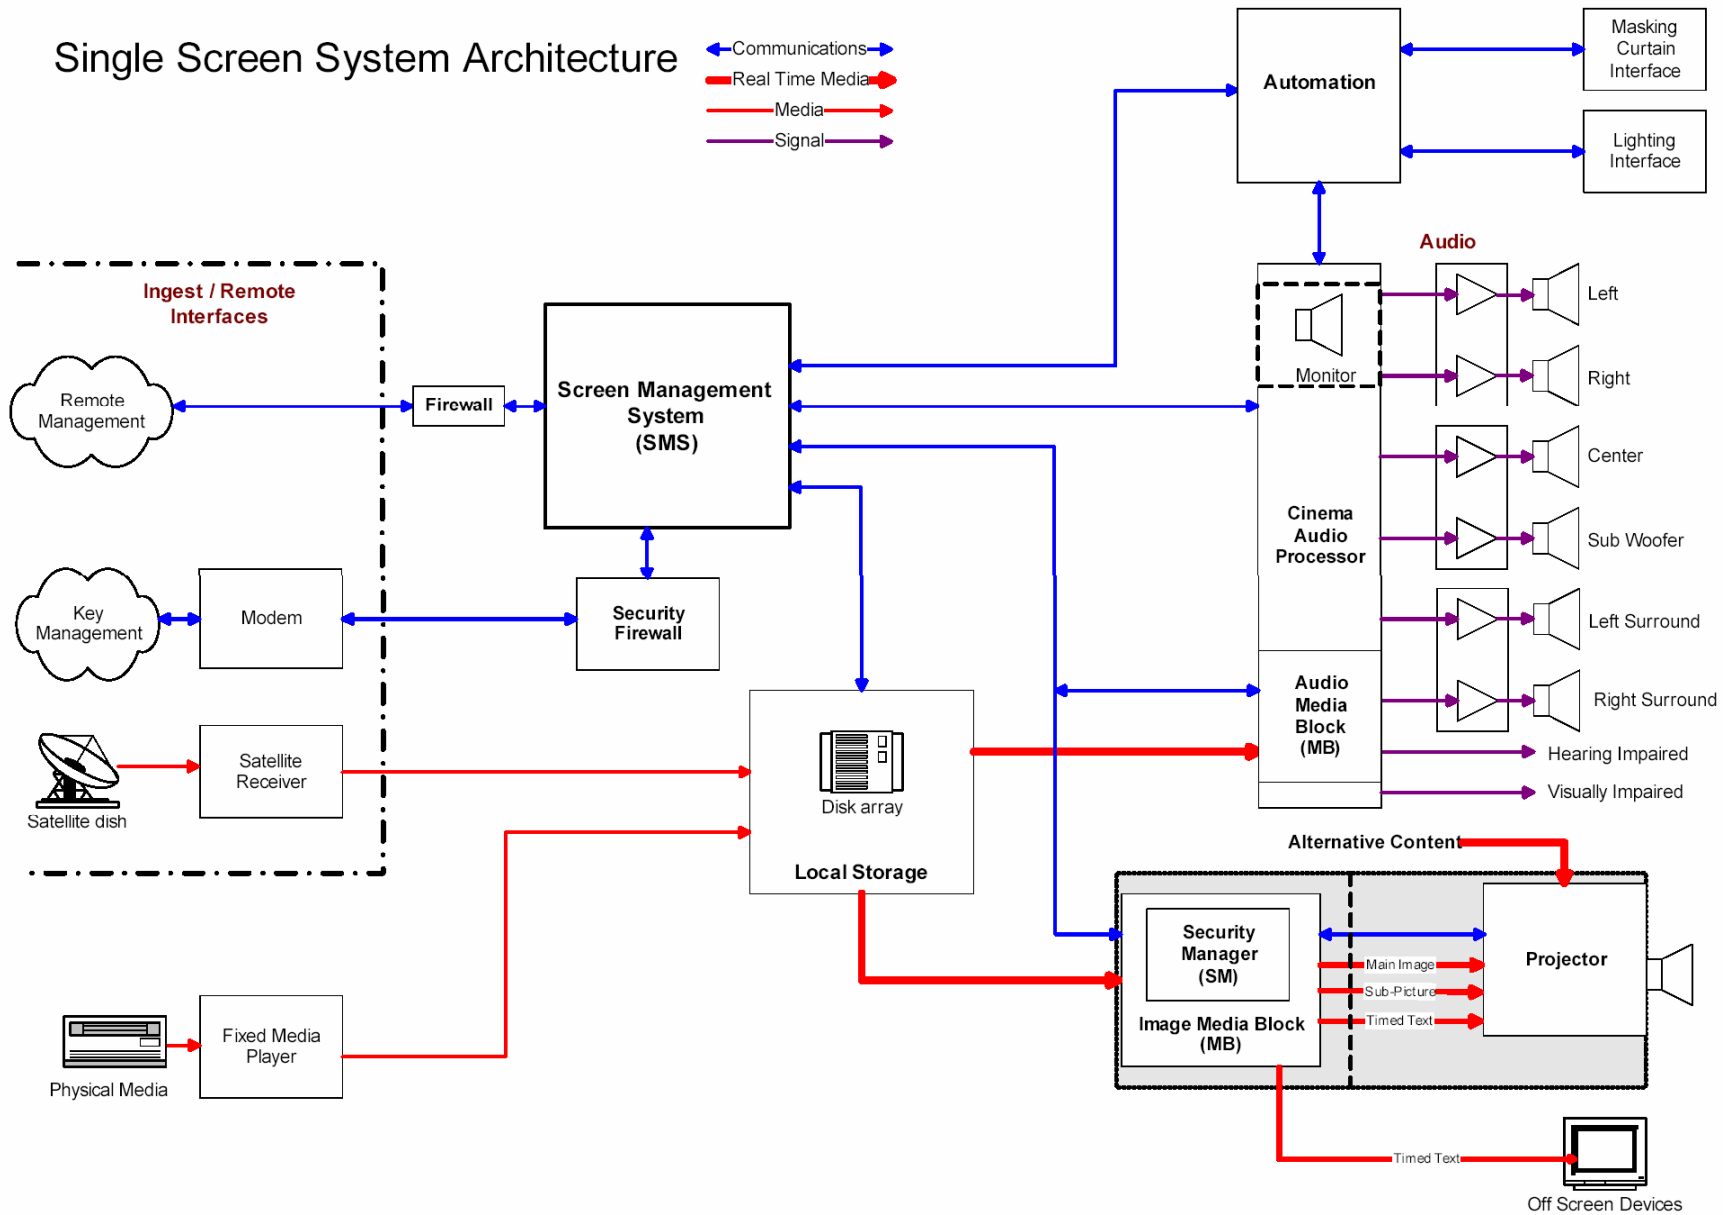 Single Screen System Architecture
Communications
Real Time Media
Media
Signal
Automation
Masking
Curtain
Interface
Lighting
Interface
Ingest / Remote
Interfaces
Remote
Management
Firewall
Screen Management
System
(SMS)
Key
Management
Modem
Security
Firewall
Satellite dish
Satellite
Receiver
Disk array
Local Storage
Physical Media
Fixed Media
Player
Audio
Monitor
Cinema
Audio
Processor
Audio
Media
Block
(MB)
Left
Right
Center
Sub Woofer
Left Surround
Right Surround
Hearing Impaired
Visually Impaired
Alternative Content
Security
Manager
(SM)
Image Media Block
(MB)
Main Image
Sub-Picture
Timed Text
Projector
Timed Text
Off Screen Devices